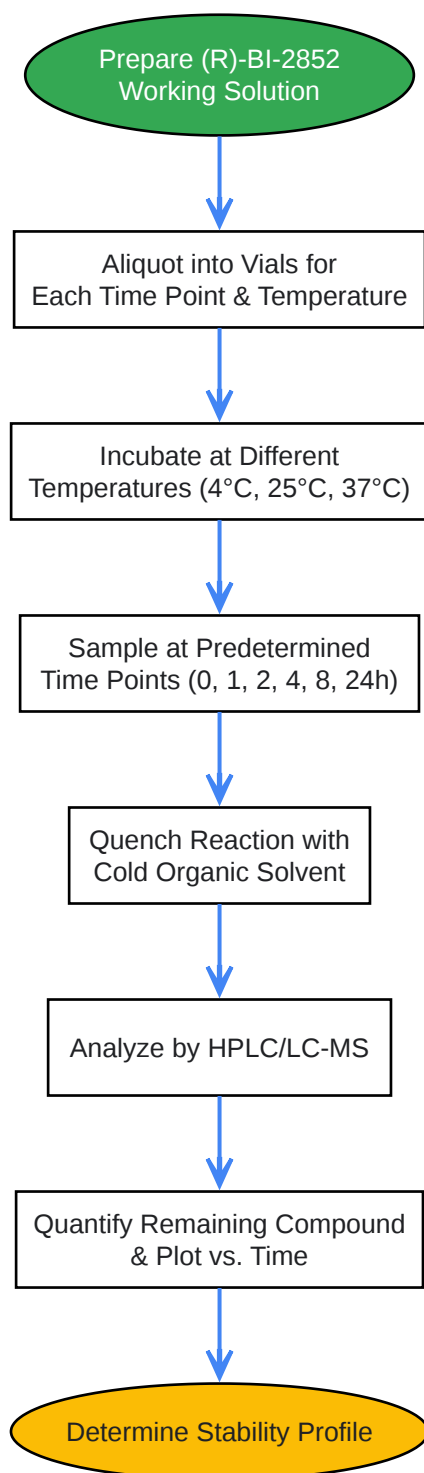 Prepare (R)-BI-2852
Working Solution
Aliquot into Vials for
Each Time Point & Temperature
Incubate at Different
Temperatures (4°C, 25°C, 37°C)
Sample at Predetermined
Time Points (0, 1, 2, 4, 8, 24h)
Quench Reaction with
Cold Organic Solvent
Analyze by HPLC/LC-MS
Quantify Remaining Compound
& Plot vs. Time
Determine Stability Profile